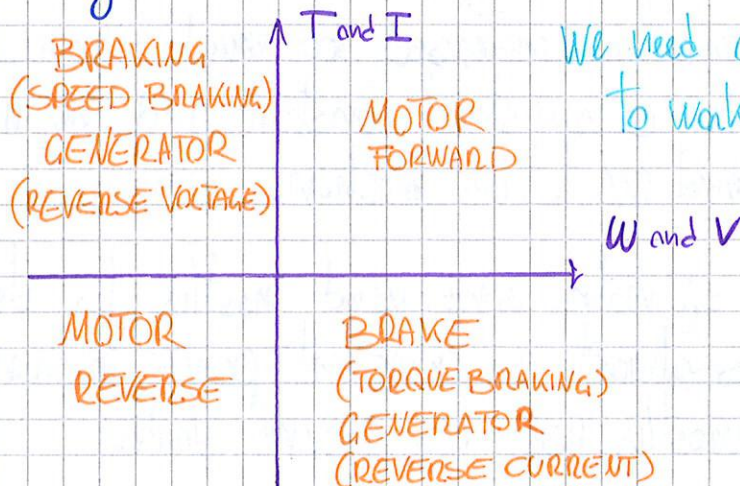 T and I
We need
to work
BRAKING
(SPEED BRAKING)
GENERATOR
(REVERSE VOLTAGE)
MOTOR
FORWARD
W and V
MOTOR
REVERSE
BRAKE
(TORQUE BRAKING)
GENERATOR
(REVERSE CURRENT)